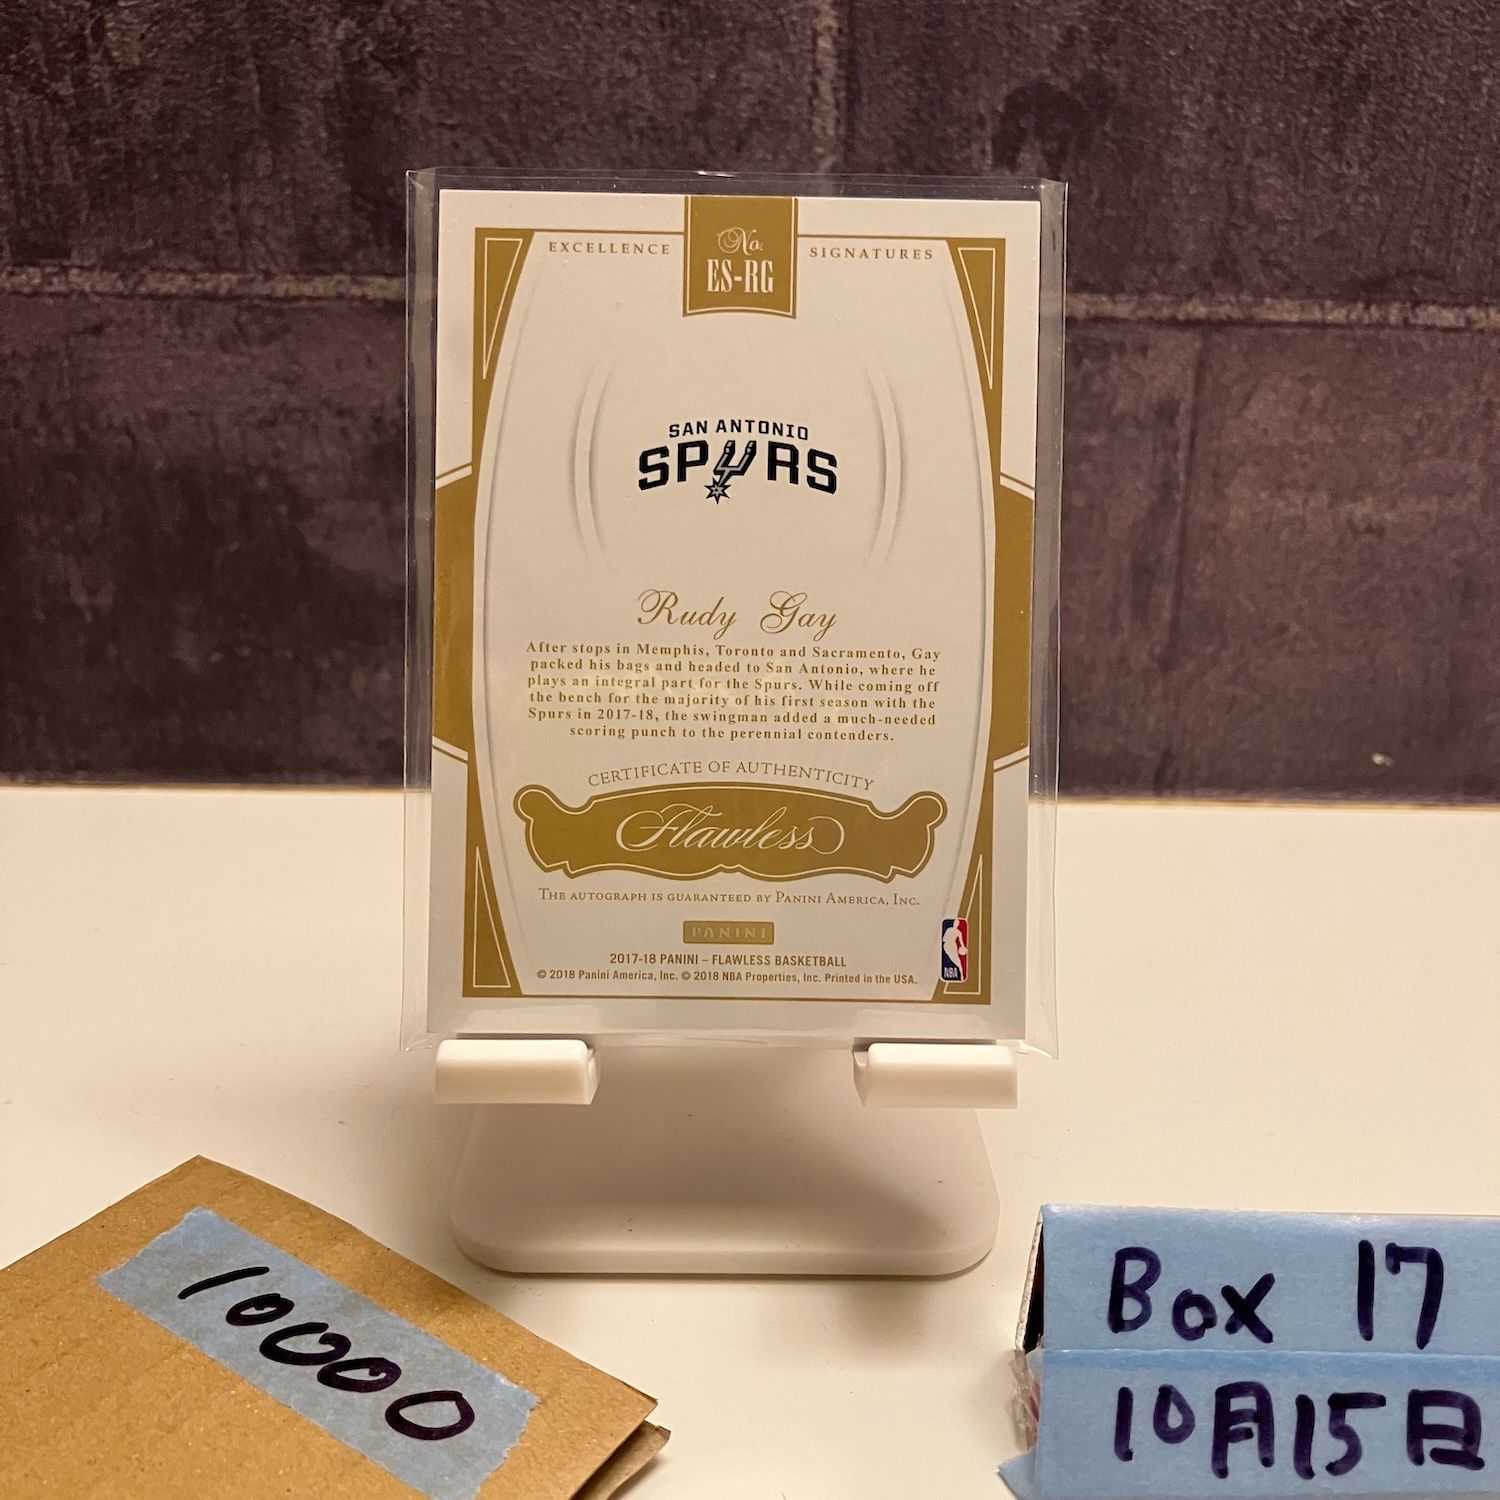 EXCELLENCE No. SIGNATURES
ES-RG
SAN ANTONIO
SPURS
Rudy Gay
After stops in Memphis, Toronto and Sacramento, Gay
packed his bags and headed to San Antonio, where he
plays an integral part for the Spurs. While coming off
the bench for the majority of his first season with the
Spurs in 2017-18, the swingman added a much-needed
scoring punch to the perennial contenders.
CERTIFICATE OF AUTHENTICITY
Flawless
THE AUTOGRAPH IS GUARANTEED BY PANINI AMERICA, INC.
PANINI
NBA
2017-18 PANINI – FLAWLESS BASKETBALL
© 2018 Panini America, Inc. © 2018 NBA Properties, Inc. Printed in the USA.
10000
Box 17
10月15日